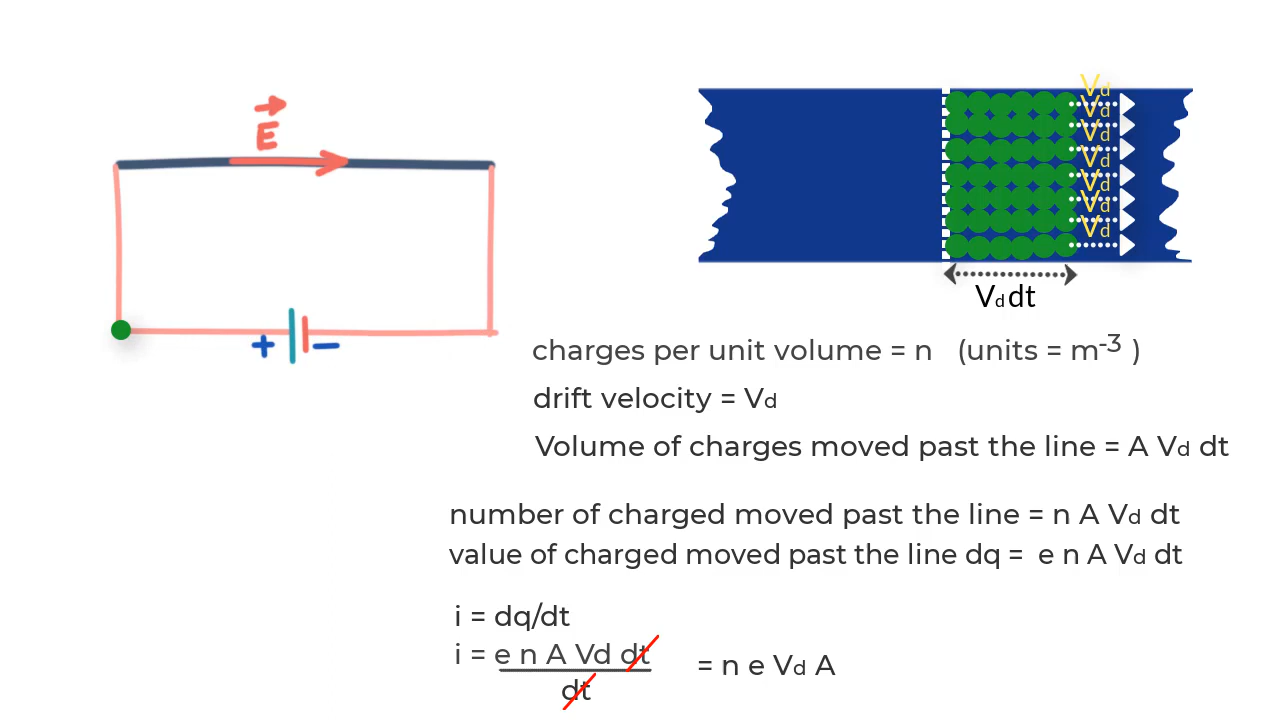 E
+ −
Vd
Vd
Vd
Vd
Vd
Vd
Vd
Vd dt
charges per unit volume = n (units = m⁻³ )
drift velocity = Vd
Volume of charges moved past the line = A Vd dt
number of charged moved past the line = n A Vd dt
value of charged moved past the line dq = e n A Vd dt
i = dq/dt
i = e n A Vd dt = n e Vd A
dt